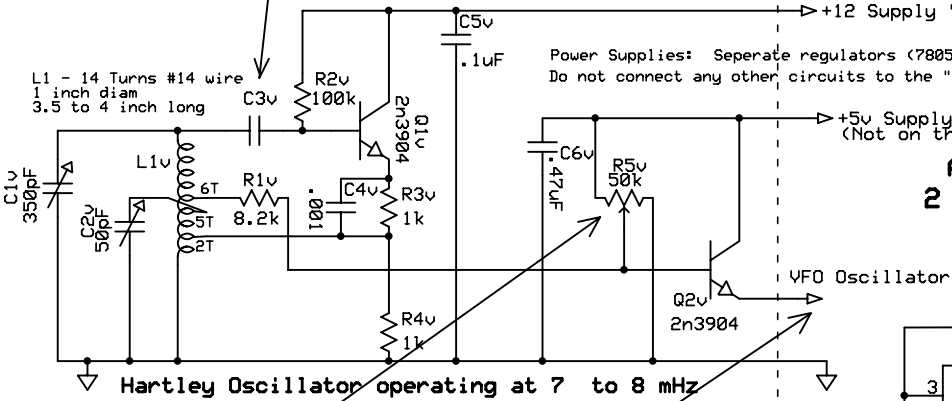 +12 Supply "
C5v
.1uF
Power Supplies: Seperate regulators (7805
Do not connect any other circuits to the "
L1 - 14 Turns #14 wire
1 inch diam
3.5 to 4 inch long
C3v
R2v
100k
Q1v
2n3904
+5v Supply
(Not on th
C1v
350pF
L1v
C2v
50pF
6T
5T
2T
R1v
8.2k
.001
C4v
R3v
1k
C6v
.47uF
R5v
50k
2
VFO Oscillator
Q2v
2n3904
R4v
1k
3
Hartley Oscillator operating at 7 to 8 mHz